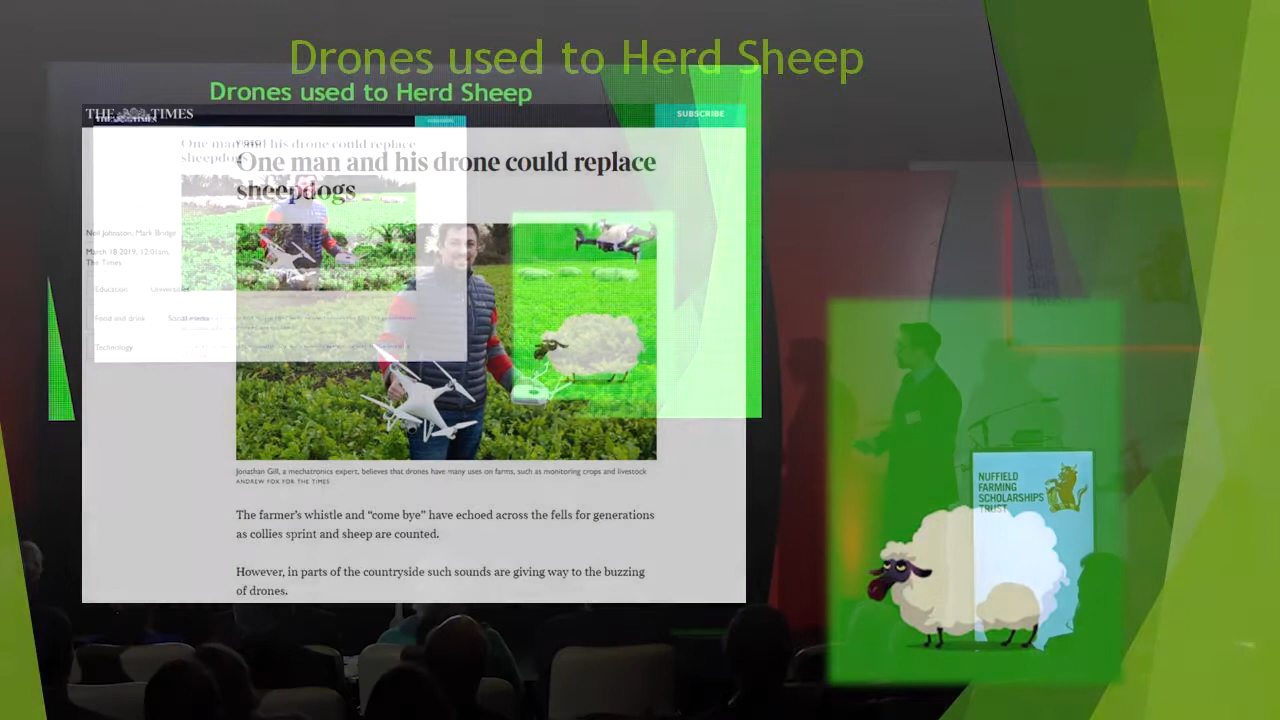 Drones used to Herd Sheep
Drones used to Herd Sheep
THE TIMES
THE TIMES
SUBSCRIBE
One man and his drone could replace
sheepdogs
One man and his drone could replace
sheepdogs
Neil Johnston, Mark Bridge
March 18 2019, 12:01am,
The Times
Education
Food and drink
Technology
Jonathan Gill, a mechatronics expert, believes that drones have many uses on farms, such as monitoring crops and livestock
ANDREW FOX FOR THE TIMES
The farmer's whistle and “come bye” have echoed across the fells for generations
as collies sprint and sheep are counted.
However, in parts of the countryside such sounds are giving way to the buzzing
of drones.
NUFFIELD
FARMING
SCHOLARSHIPS
TRUST